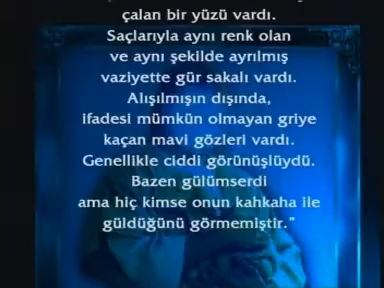 çalan bir yüzü vardı.
Saçlarıyla aynı renk olan
ve aynı şekilde ayrılmış
vaziyette gür sakalı vardı.
Alışılmışın dışında,
ifadesi mümkün olmayan griye
kaçan mavi gözleri vardı.
Genellikle ciddi görünüşlüydü.
Bazen gülümserdi
ama hiç kimse onun kahkaha ile
güldüğünü görmemiştir."